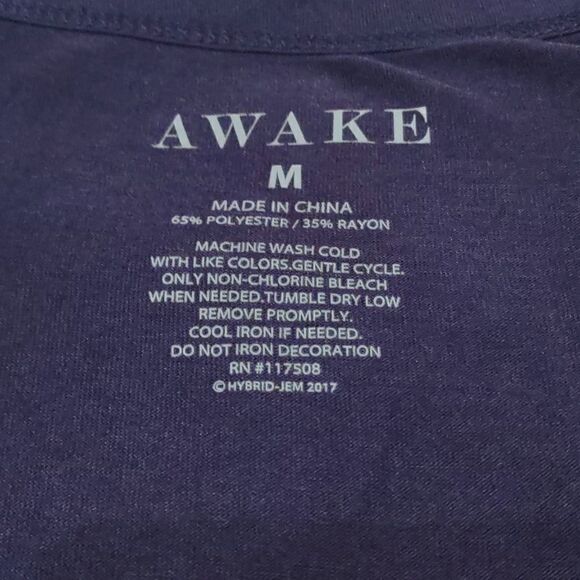 AWAKE
M
MADE IN CHINA
65% POLYESTER / 35% RAYON
MACHINE WASH COLD
WITH LIKE COLORS.GENTLE CYCLE.
ONLY NON-CHLORINE BLEACH
WHEN NEEDED.TUMBLE DRY LOW
REMOVE PROMPTLY.
COOL IRON IF NEEDED.
DO NOT IRON DECORATION
RN #117508
© HYBRID-JEM 2017